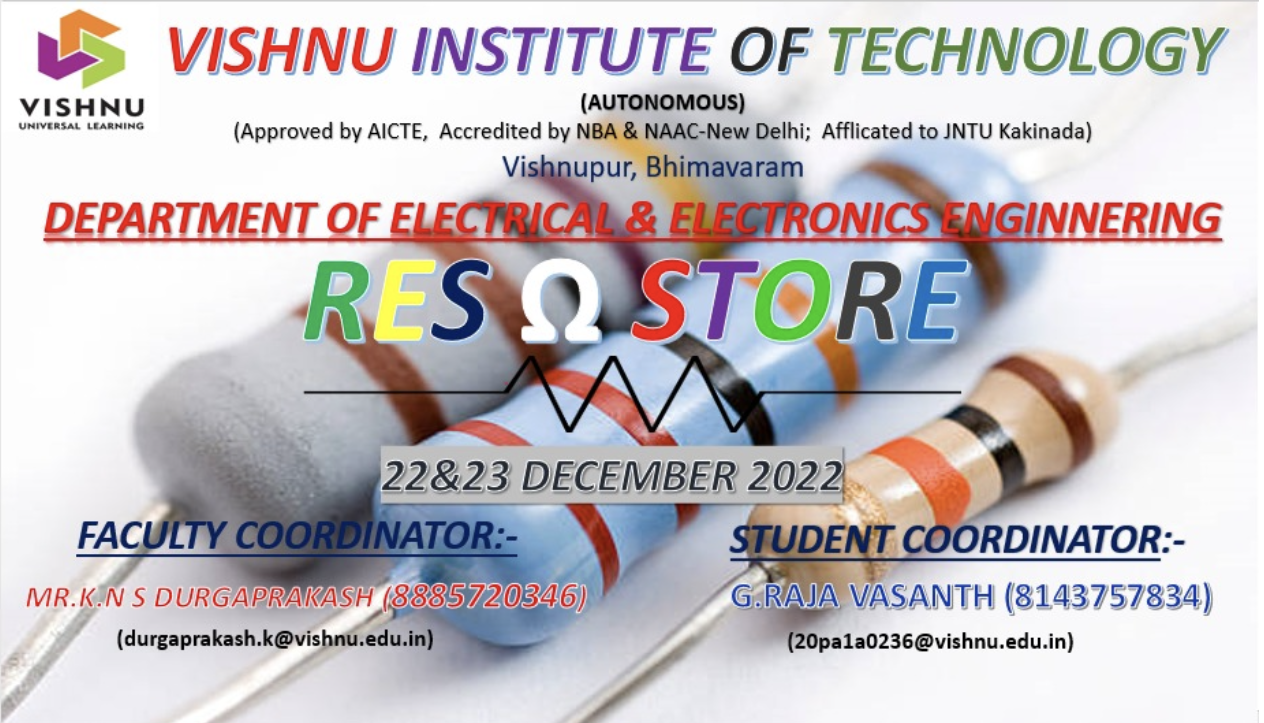 VISHNU
UNIVERSAL LEARNING
VISHNU INSTITUTE OF TECHNOLOGY
(AUTONOMOUS)
(Approved by AICTE, Accredited by NBA & NAAC-New Delhi; Afflicated to JNTU Kakinada)
Vishnupur, Bhimavaram
DEPARTMENT OF ELECTRICAL & ELECTRONICS ENGINNERING
RES Ω STORE
22&23 DECEMBER 2022
FACULTY COORDINATOR:-
MR.K.N S DURGAPRAKASH (8885720346)
(durgaprakash.k@vishnu.edu.in)
STUDENT COORDINATOR:-
G.RAJA VASANTH (8143757834)
(20pa1a0236@vishnu.edu.in)